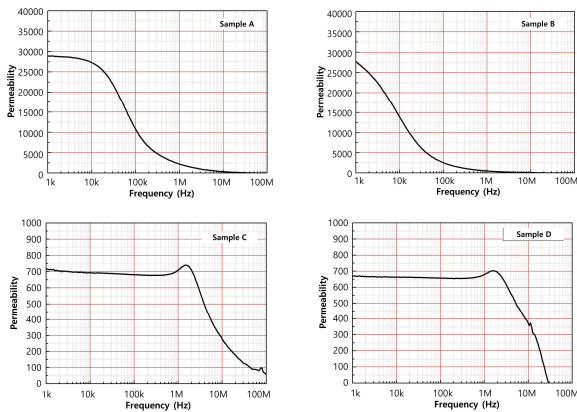 Sample A
Permeability
40000
35000
30000
25000
20000
15000
10000
5000
0
1k 10k 100k 1M 10M 100M
Frequency (Hz)
Sample B
Permeability
40000
35000
30000
25000
20000
15000
10000
5000
0
1k 10k 100k 1M 10M 100M
Frequency (Hz)
Sample C
Permeability
1000
900
800
700
600
500
400
300
200
100
0
1k 10k 100k 1M 10M 100M
Frequency (Hz)
Sample D
Permeability
1000
900
800
700
600
500
400
300
200
100
0
1k 10k 100k 1M 10M 100M
Frequency (Hz)